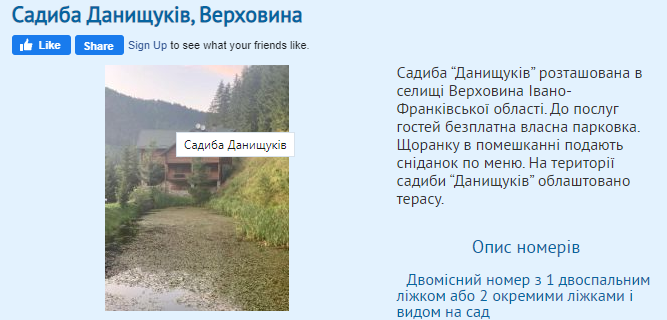 Садиба Данищуків, Верховина
Like Share Sign Up to see what your friends like.
Садиба Данищуків
Садиба “Данищуків” розташована в
селищі Верховина Івано-
Франківської області. До послуг
гостей безплатна власна парковка.
Щоранку в помешканні подають
сніданок по меню. На території
садиби “Данищуків” облаштовано
терасу.
Опис номерів
Двомісний номер з 1 двоспальним
ліжком або 2 окремими ліжками і
видом на сад